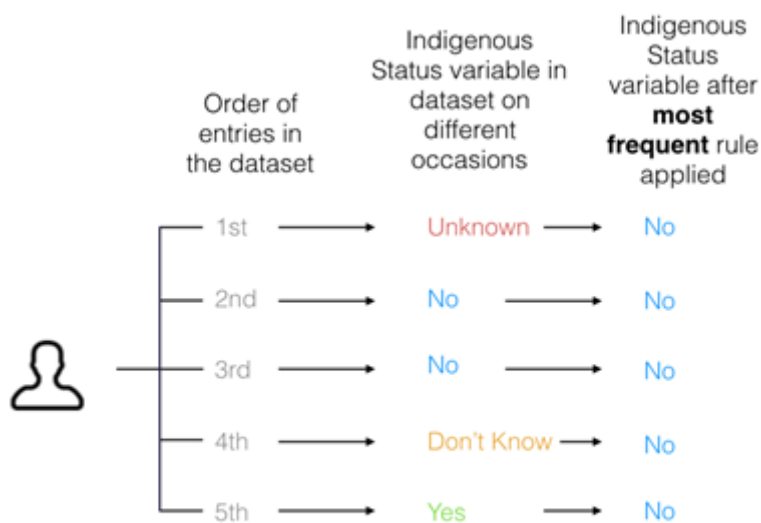 Order of
entries in
the dataset
Indigenous
Status variable in
dataset on
different
occasions
Indigenous
Status
variable after
most
frequent rule
applied
1st Unknown No
2nd No No
3rd No No
4th Don't Know No
5th Yes No